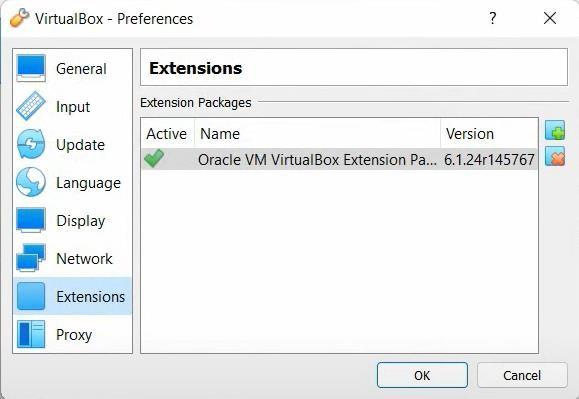 VirtualBox - Preferences
?
General
Input
Update
Language
Display
Network
Extensions
Proxy
Extensions
Extension Packages
Active Name Version
Oracle VM VirtualBox Extension Pa... 6.1.24r145767
OK Cancel